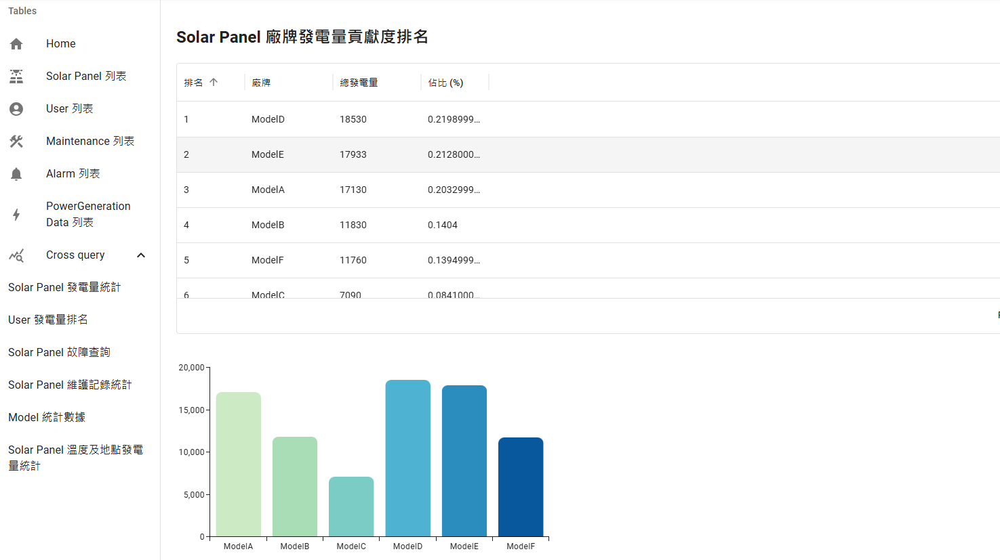 Tables
Home
Solar Panel 列表
User 列表
Maintenance 列表
Alarm 列表
PowerGeneration
Data 列表
Cross query
Solar Panel 發電量統計
User 發電量排名
Solar Panel 故障查詢
Solar Panel 維護記錄統計
Model 統計數據
Solar Panel 溫度及地點發電
量統計
Solar Panel 廠牌發電量貢獻度排名
排名 廠牌 總發電量 佔比 (%)
1 ModelD 18530 0.2198999...
2 ModelE 17933 0.2128000...
3 ModelA 17130 0.2032999...
4 ModelB 11830 0.1404
5 ModelF 11760 0.1394999...
6 ModelC 7090 0.0841000...
20,000
15,000
10,000
5,000
0
ModelA ModelB ModelC ModelD ModelE ModelF